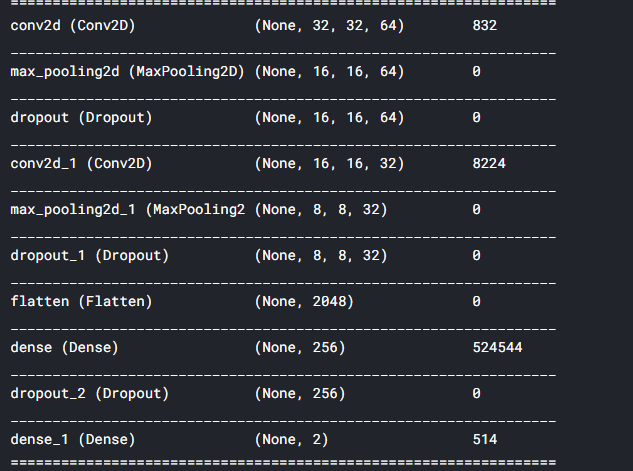 =================================================================
conv2d (Conv2D) (None, 32, 32, 64) 832
_________________________________________________________________
max_pooling2d (MaxPooling2D) (None, 16, 16, 64) 0
_________________________________________________________________
dropout (Dropout) (None, 16, 16, 64) 0
_________________________________________________________________
conv2d_1 (Conv2D) (None, 16, 16, 32) 8224
_________________________________________________________________
max_pooling2d_1 (MaxPooling2 (None, 8, 8, 32) 0
_________________________________________________________________
dropout_1 (Dropout) (None, 8, 8, 32) 0
_________________________________________________________________
flatten (Flatten) (None, 2048) 0
_________________________________________________________________
dense (Dense) (None, 256) 524544
_________________________________________________________________
dropout_2 (Dropout) (None, 256) 0
_________________________________________________________________
dense_1 (Dense) (None, 2) 514
=================================================================